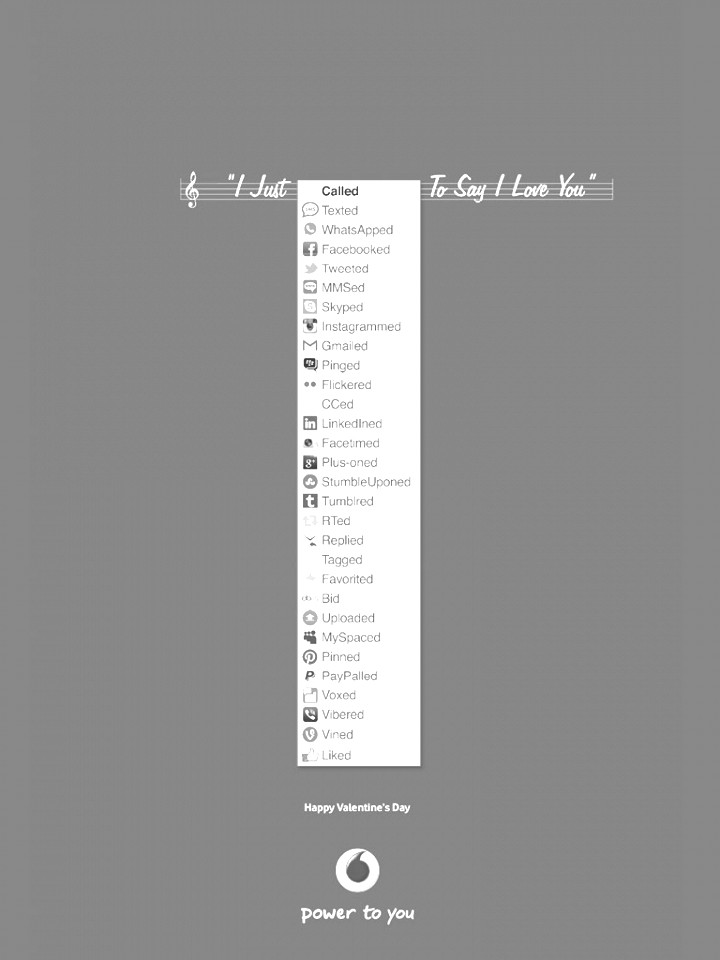 "I Just Called To Say I Love You"
Texted
WhatsApped
Facebooked
Tweeted
MMSed
Skyped
Instagrammed
Gmailed
Pinged
Flickered
CCed
LinkedIned
Facetimed
Plus-oned
StumbleUponed
Tumblred
RTed
Replied
Tagged
Favorited
Bid
Uploaded
MySpaced
Pinned
PayPalled
Voxed
Vibered
Vined
Liked
Happy Valentine's Day
power to you